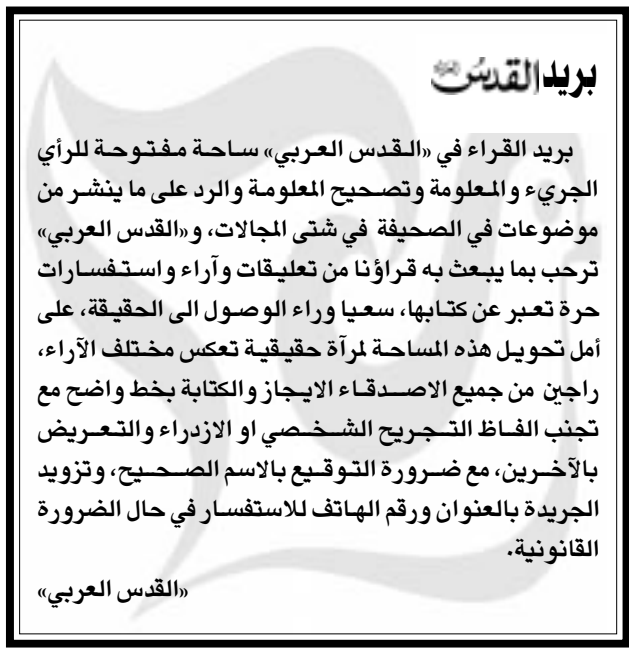 بريد القدس العربي
بريد القراء في «القدس العربي» ساحة مفتوحة للرأي
الجريء والمعلومة وتصحيح المعلومة والرد على ما ينشر من
موضوعات في الصحيفة في شتى المجالات، و«القدس العربي»
ترحب بما يبعث به قراؤنا من تعليقات وآراء واستفسارات
حرة تعبر عن كتابها، سعيا وراء الوصول الى الحقيقة، على
أمل تحويل هذه المساحة لمرآة حقيقية تعكس مختلف الآراء،
راجين من جميع الاصدقاء الايجاز والكتابة بخط واضح مع
تجنب الفاظ التجريح الشخصي او الازدراء والتعريض
بالآخرين، مع ضرورة التوقيع بالاسم الصحيح، وتزويد
الجريدة بالعنوان ورقم الهاتف للاستفسار في حال الضرورة
القانونية.
«القدس العربي»